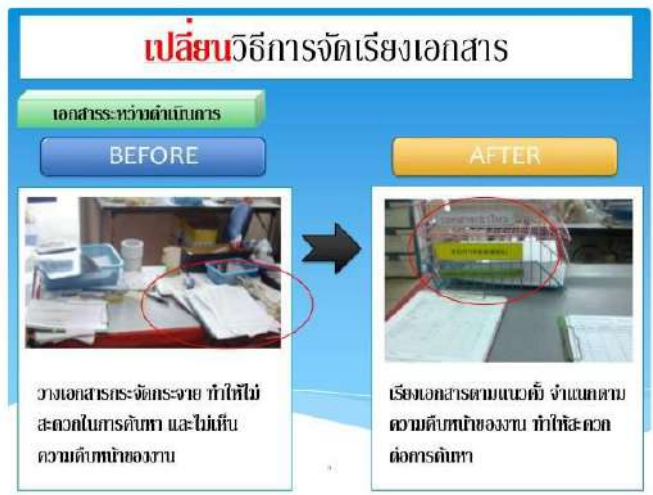 เปลี่ยนวิธีการจัดเรียงเอกสาร
เอกสารระหว่างดำเนินการ
BEFORE
AFTER
วางเอกสารกระจัดกระจาย ทำให้ไม่
สะดวกในการค้นหา และไม่เห็น
ความคืบหน้าของงาน
เรียงเอกสารตามแนวตั้ง จำแนกตาม
ความคืบหน้าของงาน ทำให้สะดวก
ต่อการค้นหา